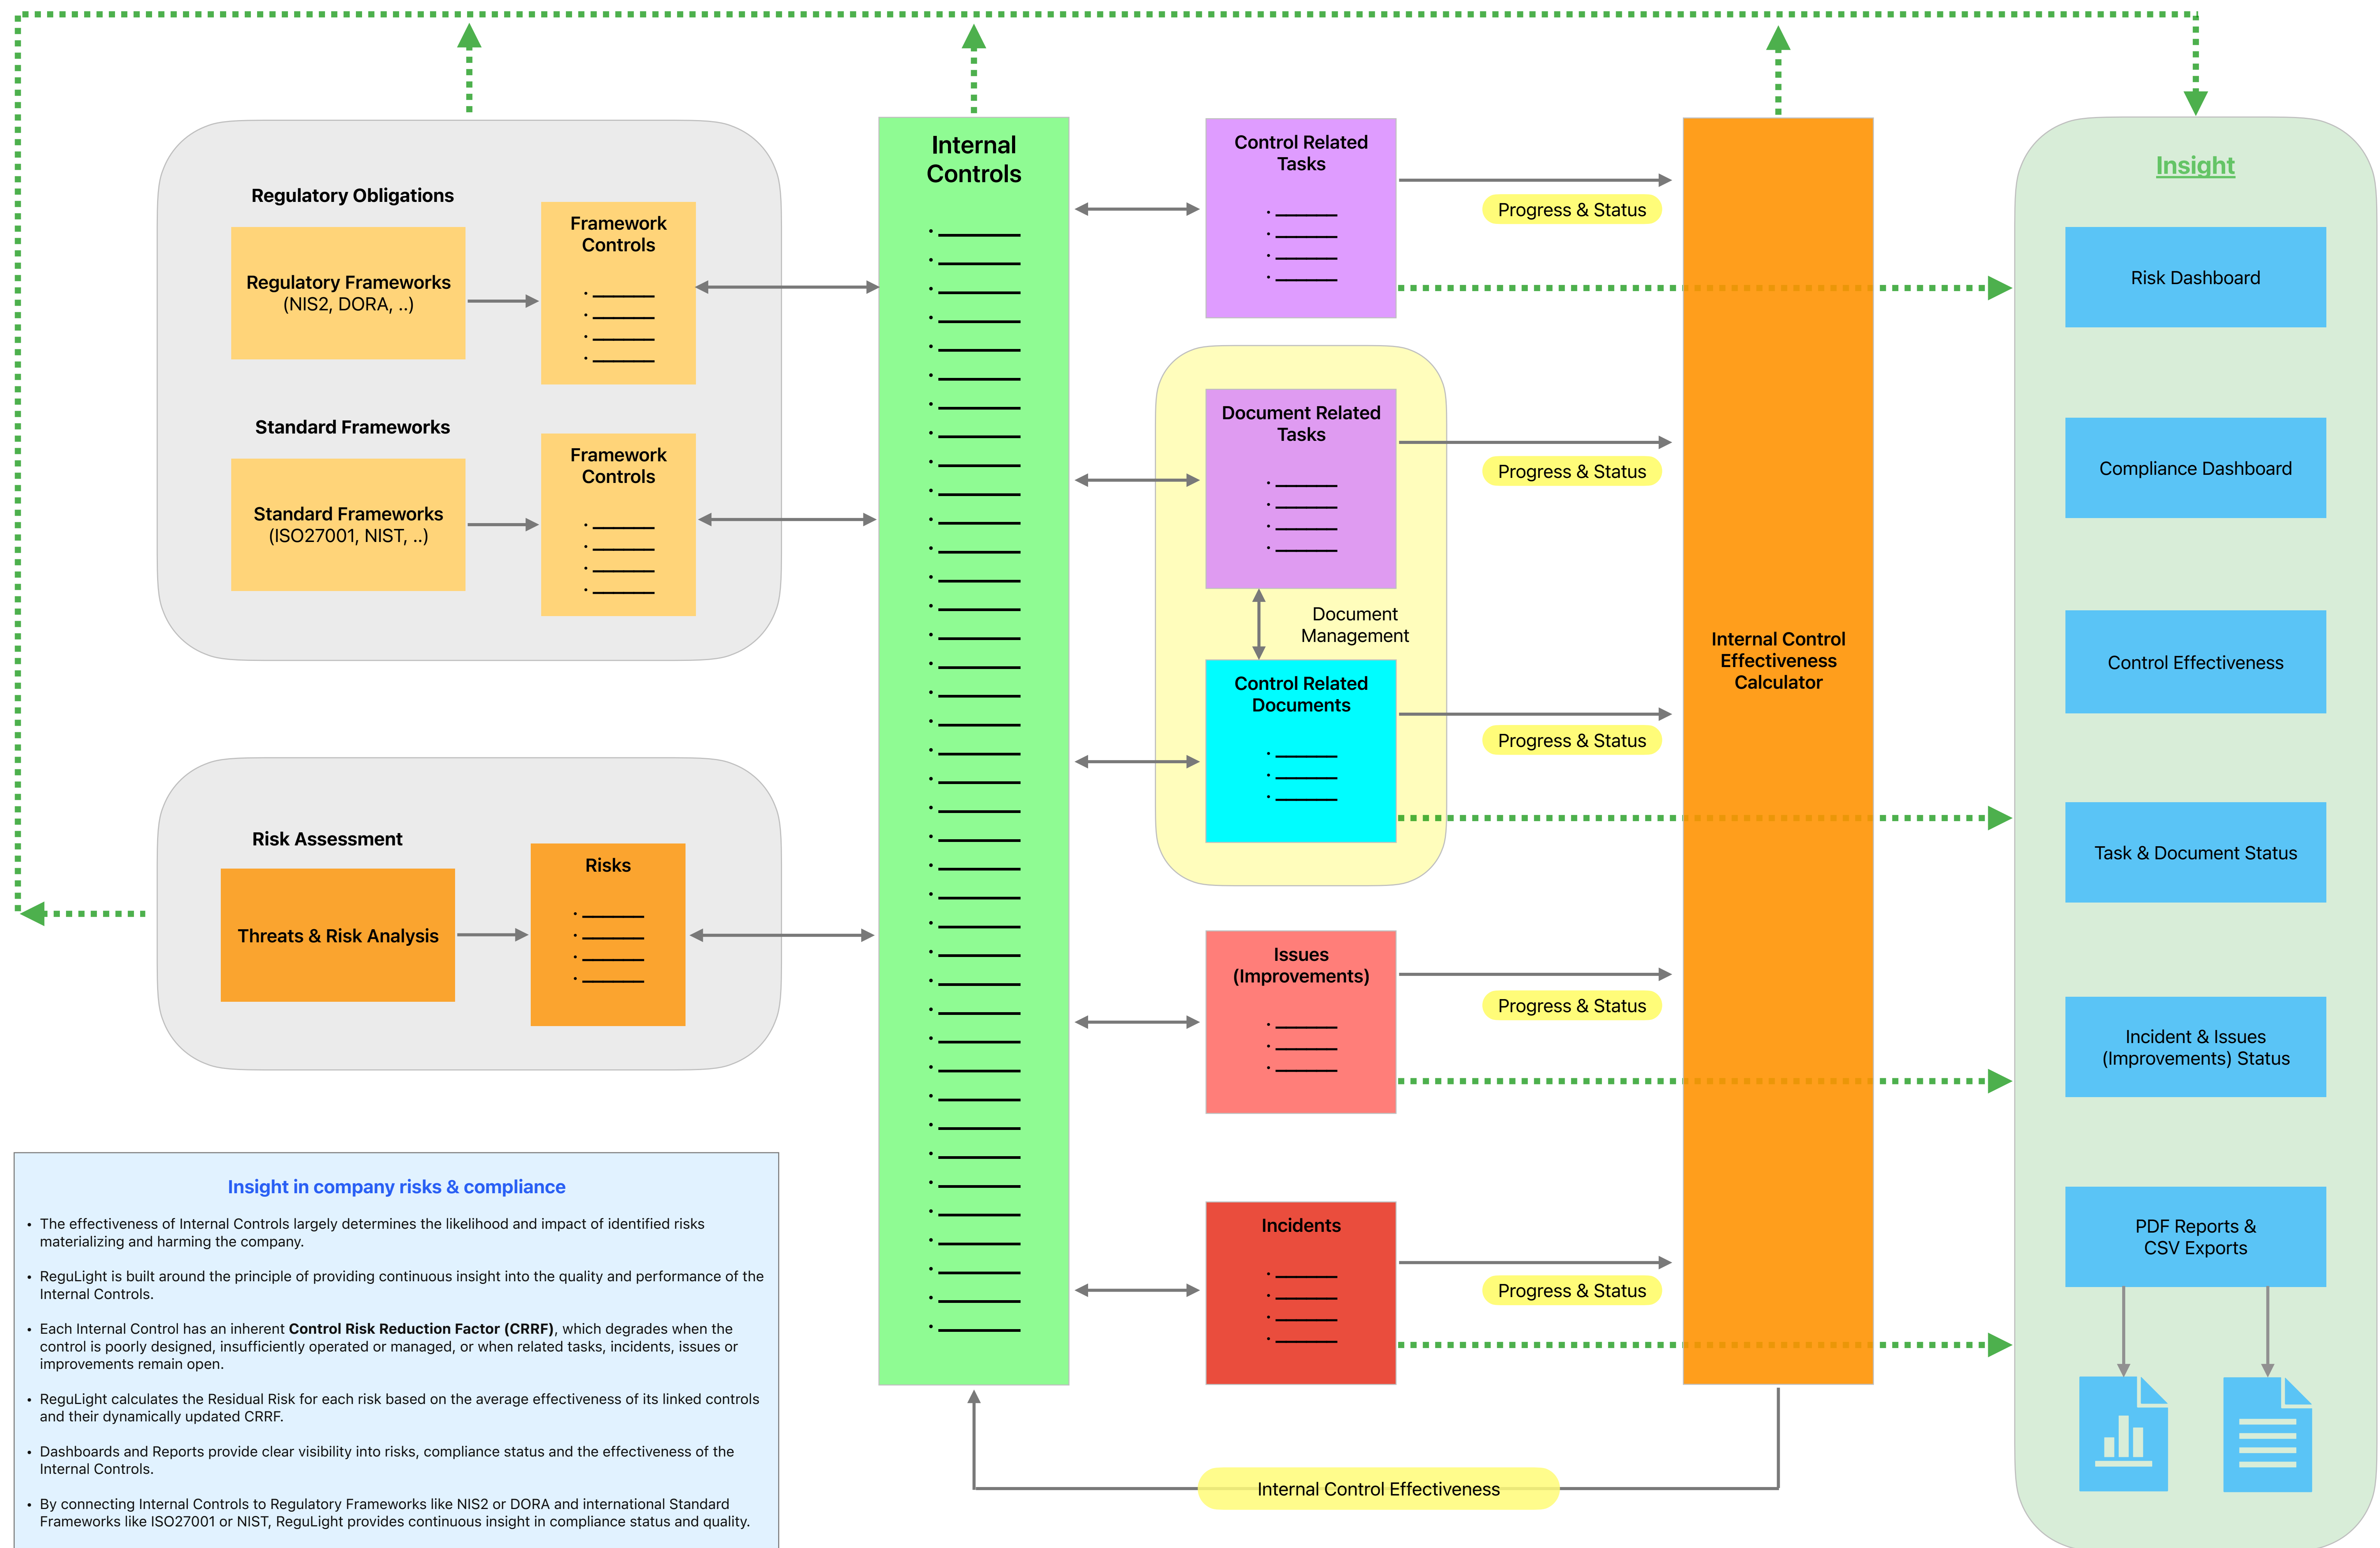 Regulatory Obligations
Regulatory Frameworks
(NIS2, DORA, ..)
Framework
Controls
Standard Frameworks
Standard Frameworks
(ISO27001, NIST, ..)
Framework
Controls
Risk Assessment
Threats & Risk Analysis
Risks
Insight in company risks & compliance
• The effectiveness of Internal Controls largely determines the likelihood and impact of identified risks
materializing and harming the company.
• ReguLight is built around the principle of providing continuous insight into the quality and performance of the
Internal Controls.
• Each Internal Control has an inherent Control Risk Reduction Factor (CRRF), which degrades when the
control is poorly designed, insufficiently operated or managed, or when related tasks, incidents, issues or
improvements remain open.
• ReguLight calculates the Residual Risk for each risk based on the average effectiveness of its linked controls
and their dynamically updated CRRF.
• Dashboards and Reports provide clear visibility into risks, compliance status and the effectiveness of the
Internal Controls.
• By connecting Internal Controls to Regulatory Frameworks like NIS2 or DORA and international Standard
Frameworks like ISO27001 or NIST, ReguLight provides continuous insight in compliance status and quality.
Internal
Controls
Control Related
Tasks
Progress & Status
Document Related
Tasks
Progress & Status
Document
Management
Control Related
Documents
Progress & Status
Issues
(Improvements)
Progress & Status
Incidents
Progress & Status
Internal Control Effectiveness
Internal Control
Effectiveness
Calculator
Insight
Risk Dashboard
Compliance Dashboard
Control Effectiveness
Task & Document Status
Incident & Issues
(Improvements) Status
PDF Reports &
CSV Exports